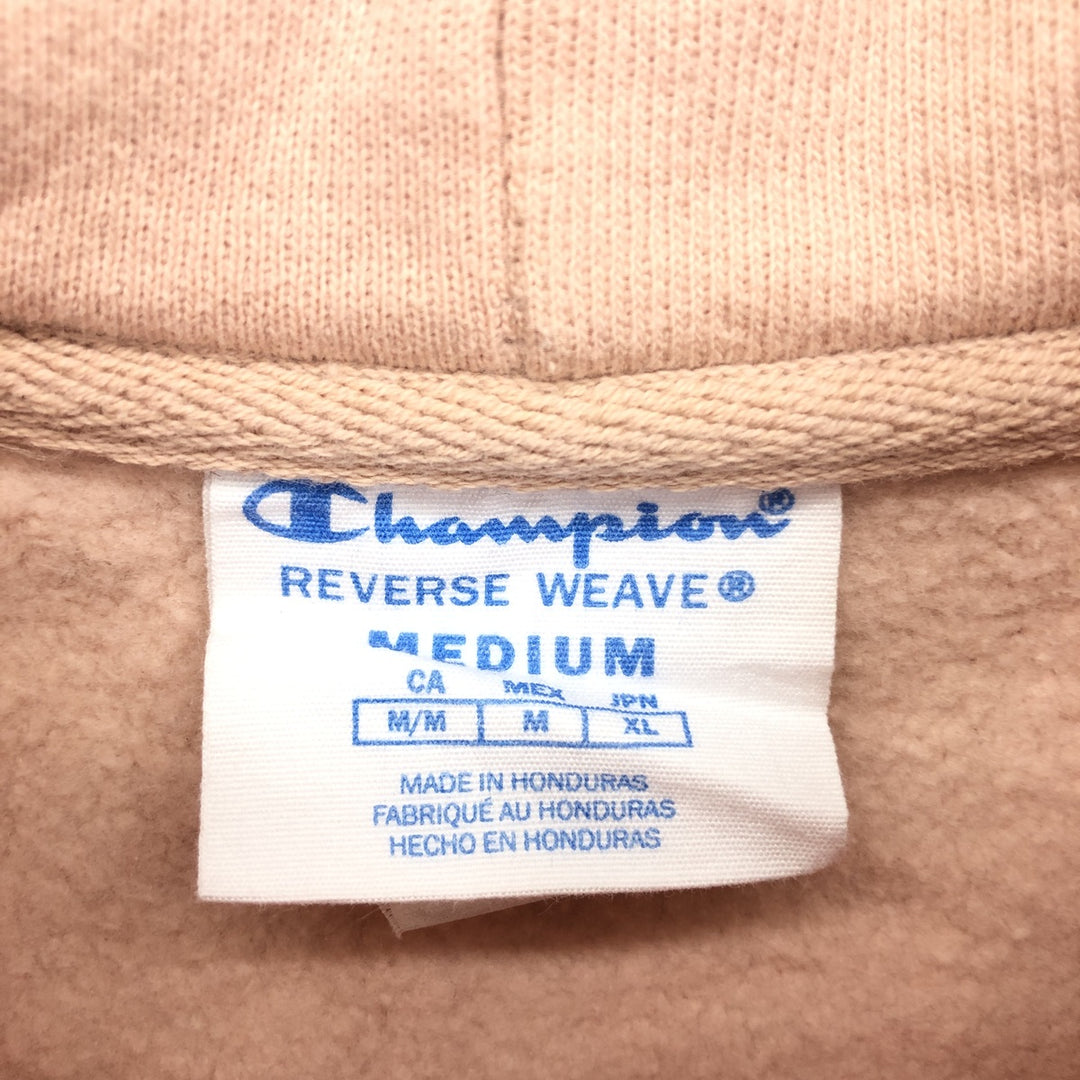 Champion®
REVERSE WEAVE®
MEDIUM
CA MEX JPN
M/M M XL
MADE IN HONDURAS
FABRIQUÉ AU HONDURAS
HECHO EN HONDURAS